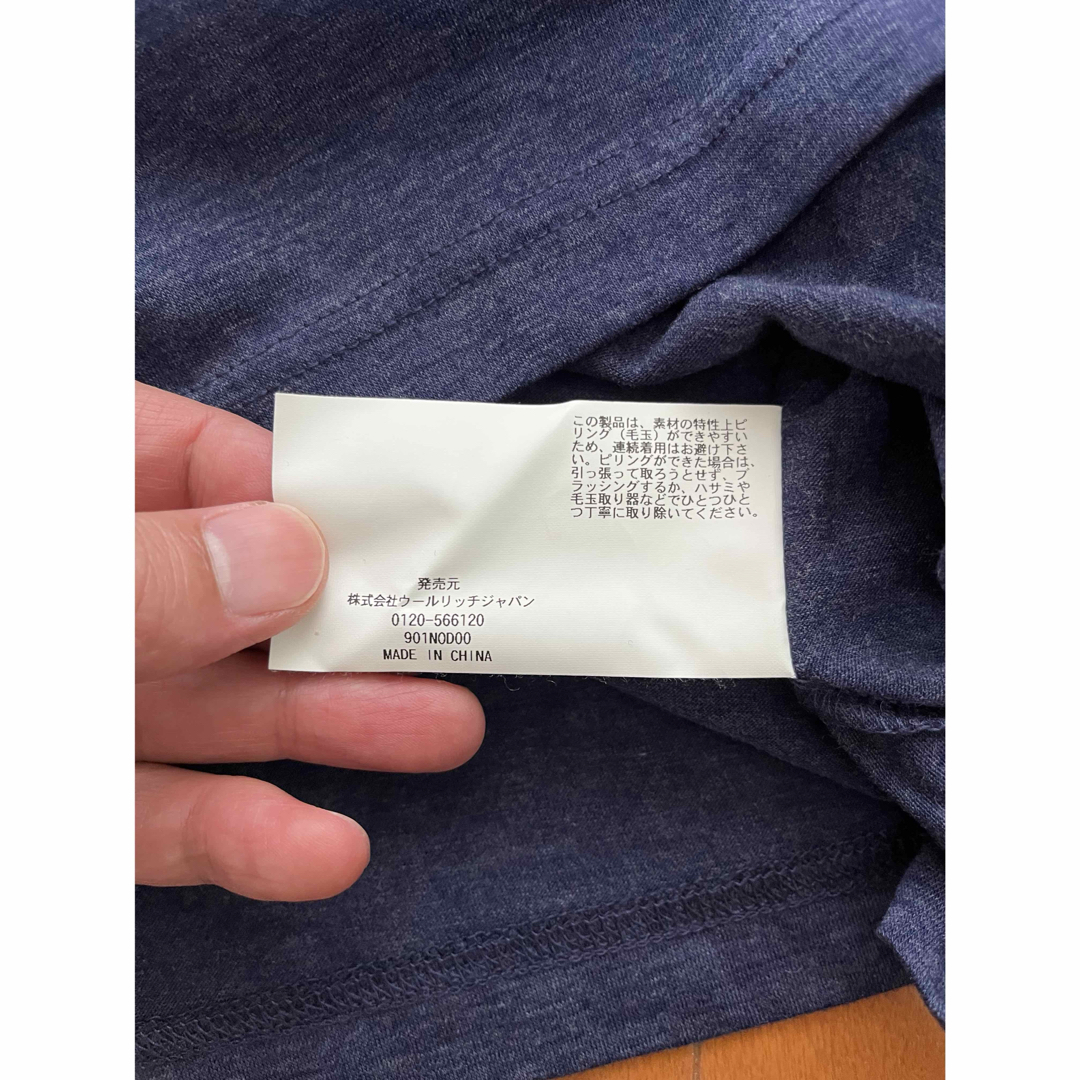 この製品は、素材の特性上ピ
リング（毛玉）ができやすい
ため、連続着用はお避け下さ
い。ピリングができた場合は、
引っ張って取ろうとせず、ブ
ラッシングするか、ハサミや
毛玉取り器などでひとつひと
つ丁寧に取り除いてください。
発売元
株式会社ウールリッチジャパン
0120-566120
901NOD00
MADE IN CHINA